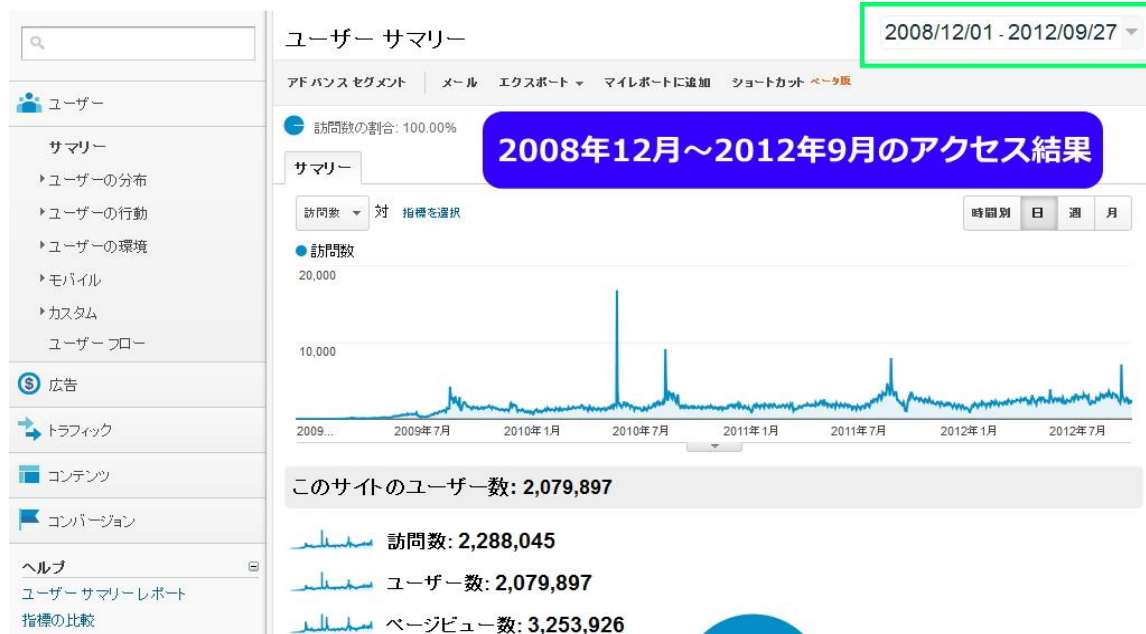 ユーザー サマリー
2008/12/01 - 2012/09/27
アドバンス セグメント メール エクスポート マイレポートに追加 ショートカット ベータ版
ユーザー
サマリー
ユーザーの分布
ユーザーの行動
ユーザーの環境
モバイル
カスタム
ユーザー フロー
広告
トラフィック
コンテンツ
コンバージョン
ヘルプ
ユーザー サマリー レポート
指標の比較
訪問数の割合: 100.00%
2008年12月～2012年9月のアクセス結果
サマリー
訪問数 対 指標を選択
時間別 日 週 月
訪問数
20,000
10,000
2009... 2009年7月 2010年1月 2010年7月 2011年1月 2011年7月 2012年1月 2012年7月
このサイトのユーザー数: 2,079,897
訪問数: 2,288,045
ユーザー数: 2,079,897
ページビュー数: 3,253,926